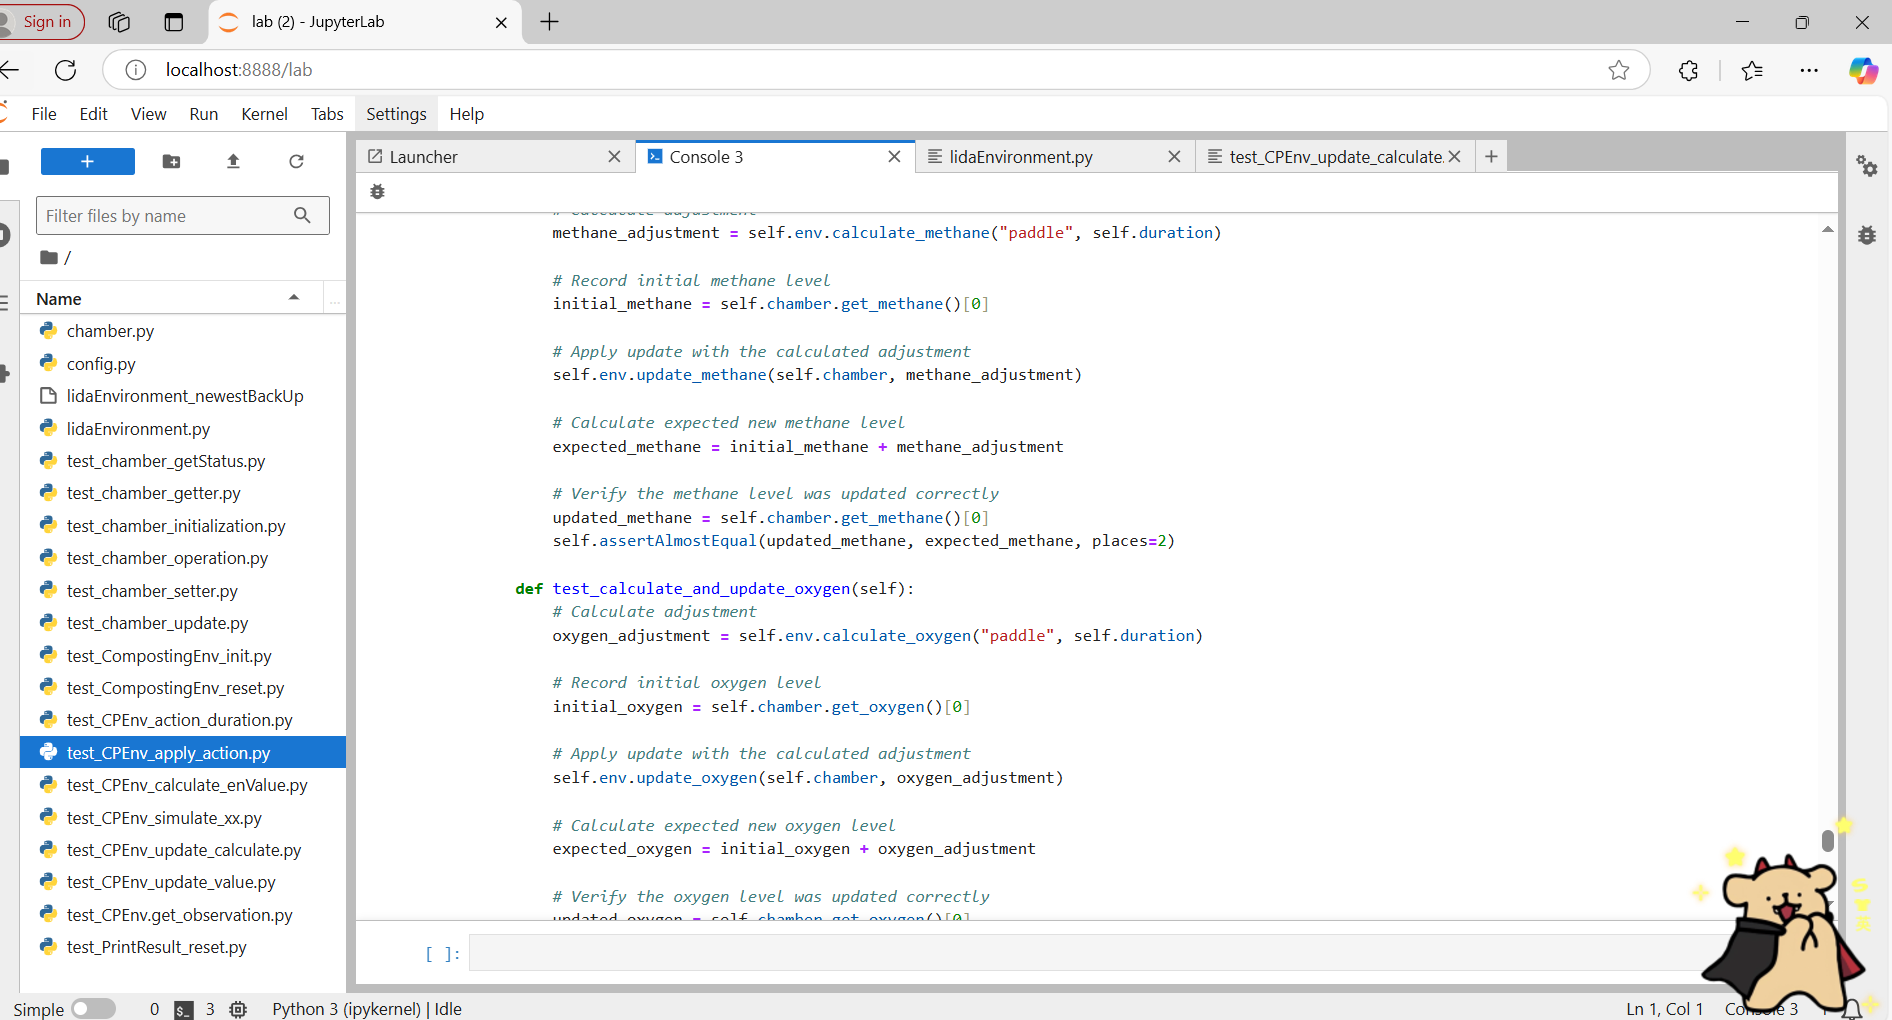 Sign in
lab (2) - JupyterLab
localhost:8888/lab
File Edit View Run Kernel Tabs Settings Help
Launcher
Console 3
lidaEnvironment.py
test_CPEnv_update_calculate.
Filter files by name
/
Name
...
chamber.py
config.py
lidaEnvironment_newestBackUp
lidaEnvironment.py
test_chamber_getStatus.py
test_chamber_getter.py
test_chamber_initialization.py
test_chamber_operation.py
test_chamber_setter.py
test_chamber_update.py
test_CompostingEnv_init.py
test_CompostingEnv_reset.py
test_CPEnv_action_duration.py
test_CPEnv_apply_action.py
test_CPEnv_calculate_enValue.py
test_CPEnv_simulate_xx.py
test_CPEnv_update_calculate.py
test_CPEnv_update_value.py
test_CPEnv.get_observation.py
test_PrintResult_reset.py
# Calculate adjustment
methane_adjustment = self.env.calculate_methane("paddle", self.duration)
# Record initial methane level
initial_methane = self.chamber.get_methane()[0]
# Apply update with the calculated adjustment
self.env.update_methane(self.chamber, methane_adjustment)
# Calculate expected new methane level
expected_methane = initial_methane + methane_adjustment
# Verify the methane level was updated correctly
updated_methane = self.chamber.get_methane()[0]
self.assertAlmostEqual(updated_methane, expected_methane, places=2)
def test_calculate_and_update_oxygen(self):
# Calculate adjustment
oxygen_adjustment = self.env.calculate_oxygen("paddle", self.duration)
# Record initial oxygen level
initial_oxygen = self.chamber.get_oxygen()[0]
# Apply update with the calculated adjustment
self.env.update_oxygen(self.chamber, oxygen_adjustment)
# Calculate expected new oxygen level
expected_oxygen = initial_oxygen + oxygen_adjustment
# Verify the oxygen level was updated correctly
updated_oxygen = self.chamber.get_oxygen()[0]
[ ]:
Simple 0 3 Python 3 (ipykernel) | Idle
Ln 1, Col 1